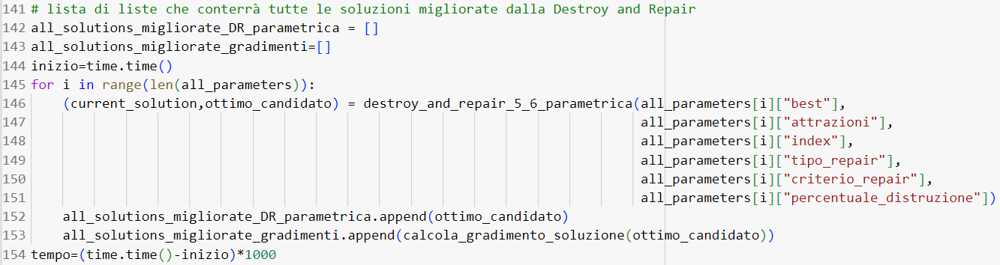 141 # lista di liste che conterrà tutte le soluzioni migliorate dalla Destroy and Repair
142 all_solutions_migliorate_DR_parametrica = []
143 all_solutions_migliorate_gradimenti=[]
144 inizio=time.time()
145 for i in range(len(all_parameters)):
146     (current_solution,ottimo_candidato) = destroy_and_repair_5_6_parametrica(all_parameters[i]["best"],
147                                                                              all_parameters[i]["attrazioni"],
148                                                                              all_parameters[i]["index"],
149                                                                              all_parameters[i]["tipo_repair"],
150                                                                              all_parameters[i]["criterio_repair"],
151                                                                              all_parameters[i]["percentuale_distruzione"])
152     all_solutions_migliorate_DR_parametrica.append(ottimo_candidato)
153     all_solutions_migliorate_gradimenti.append(calcola_gradimento_soluzione(ottimo_candidato))
154 tempo=(time.time()-inizio)*1000